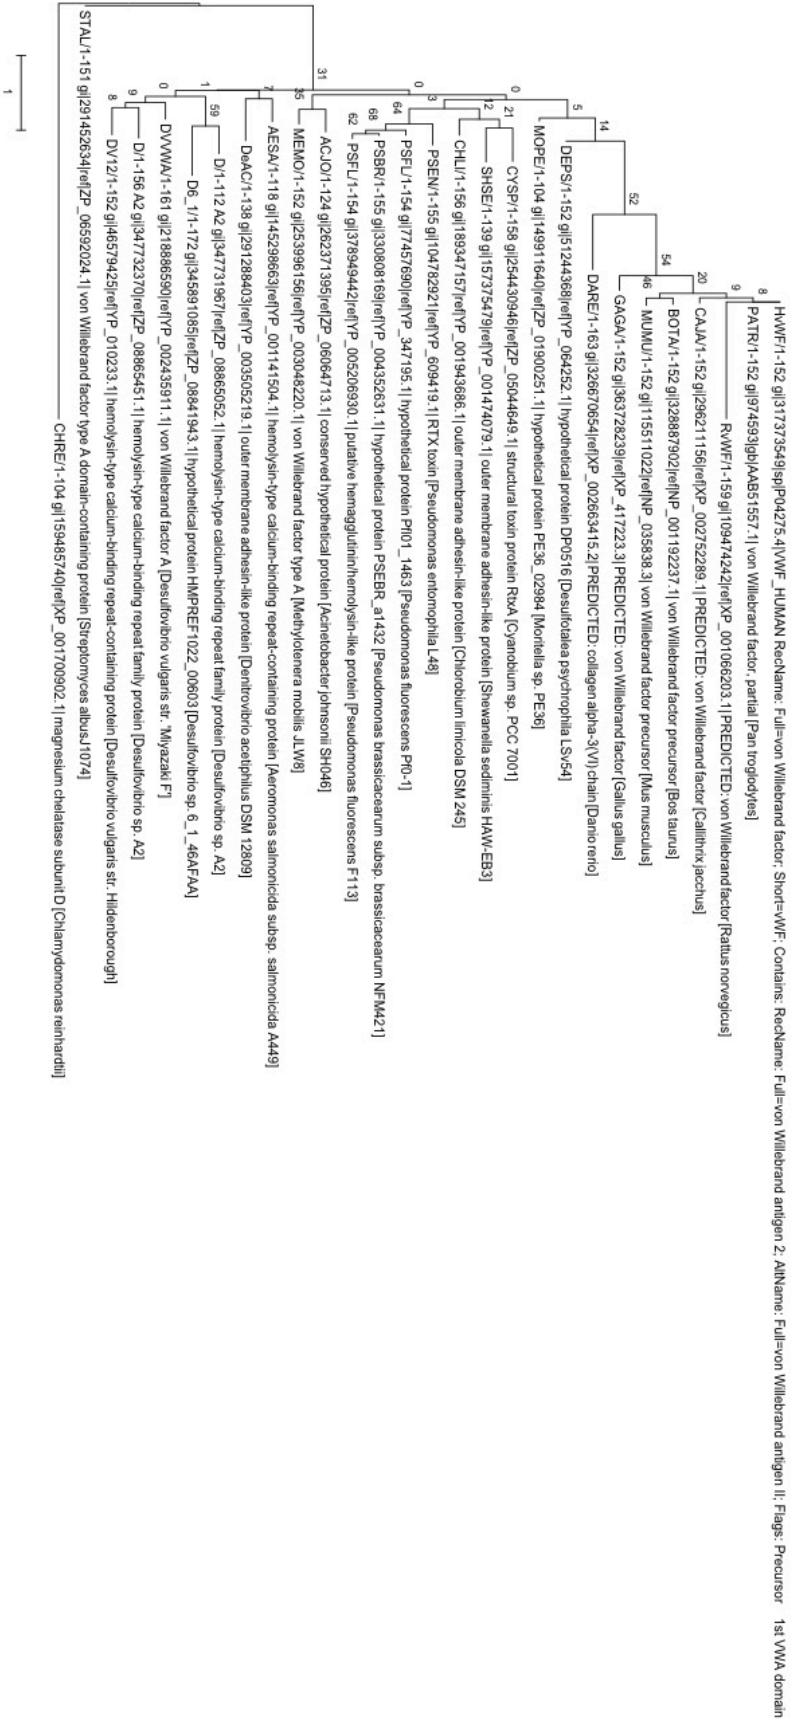 HvWF/1-152 gi|317373549|sp|P04275.4|VWF_HUMAN RecName: Full=von Willebrand factor; Short=vWF; Contains: RecName: Full=von Willebrand antigen 2; AltName: Full=von Willebrand antigen II; Flags: Precursor 1st VWA domain
8
PATR/1-152 gi|974593|gb|AAB51557.1| von Willebrand factor, partial [Pan troglodytes]
9
RvWF/1-159 gi|109474242|ref|XP_001066203.1| PREDICTED: von Willebrand factor [Rattus norvegicus]
20
CAJA/1-152 gi|296211156|ref|XP_002752289.1| PREDICTED: von Willebrand factor [Callithrix jacchus]
54
BOTA/1-152 gi|328887902|ref|NP_001192237.1| von Willebrand factor precursor [Bos taurus]
46
MUMU/1-152 gi|115511022|ref|NP_035838.3| von Willebrand factor precursor [Mus musculus]
52
GAGA/1-152 gi|363728239|ref|XP_417223.3| PREDICTED: von Willebrand factor [Gallus gallus]
14
DARE/1-163 gi|326670654|ref|XP_002663415.2| PREDICTED: collagen alpha-3(VI) chain [Danio rerio]
5
DEPS/1-152 gi|51244368|ref|YP_064252.1| hypothetical protein DP0516 [Desulfotalea psychrophila LSv54]
MOPE/1-104 gi|149911640|ref|ZP_01900251.1| hypothetical protein PE36_02984 [Moritella sp. PE36]
0
21
CYSP/1-158 gi|254430946|ref|ZP_05044649.1| structural toxin protein RtxA [Cyanobium sp. PCC 7001]
12
SHSE/1-139 gi|157375479|ref|YP_001474079.1| outer membrane adhesin-like protein [Shewanella sediminis HAW-EB3]
CHLI/1-156 gi|189347157|ref|YP_001943686.1| outer membrane adhesin-like protein [Chlorobium limicola DSM 245]
3
PSEN/1-155 gi|104782921|ref|YP_609419.1| RTX toxin [Pseudomonas entomophila L48]
0
64
PSFL/1-154 gi|77457690|ref|YP_347195.1| hypothetical protein Pfl01_1463 [Pseudomonas fluorescens Pf0-1]
68
PSBR/1-155 gi|330808169|ref|YP_004352631.1| hypothetical protein PSEBR_a1432 [Pseudomonas brassicacearum subsp. brassicacearum NFM421]
62
PSFL/1-154 gi|378949442|ref|YP_005206930.1| putative hemagglutinin/hemolysin-like protein [Pseudomonas fluorescens F113]
31
ACJO/1-124 gi|262371395|ref|ZP_06064713.1| conserved hypothetical protein [Acinetobacter johnsonii SH046]
35
MEMO/1-152 gi|253996156|ref|YP_003048220.1| von Willebrand factor type A [Methylotenera mobilis JLW8]
AESA/1-118 gi|145298663|ref|YP_001141504.1| hemolysin-type calcium-binding repeat-containing protein [Aeromonas salmonicida subsp. salmonicida A449]
7
DeAC/1-138 gi|291288403|ref|YP_003505219.1| outer membrane adhesin-like protein [Denitrovibrio acetiphilus DSM 12809]
D/1-112 A2 gi|347731967|ref|ZP_08865052.1| hemolysin-type calcium-binding repeat family protein [Desulfovibrio sp. A2]
59
1
D6_1/1-172 gi|345891085|ref|ZP_08841943.1| hypothetical protein HMPREF1022_00603 [Desulfovibrio sp. 6_1_46AFAA]
0
DVVWA/1-161 gi|218886590|ref|YP_002435911.1| von Willebrand factor A [Desulfovibrio vulgaris str. 'Miyazaki F']
9
D/1-156 A2 gi|347732370|ref|ZP_08865451.1| hemolysin-type calcium-binding repeat family protein [Desulfovibrio sp. A2]
8
DV12/1-152 gi|46579425|ref|YP_010233.1| hemolysin-type calcium-binding repeat-containing protein [Desulfovibrio vulgaris str. Hildenborough]
STAL/1-151 gi|291452634|ref|ZP_06592024.1| von Willebrand factor type A domain-containing protein [Streptomyces albusJ1074]
CHRE/1-104 gi|159485740|ref|XP_001700902.1| magnesium chelatase subunit D [Chlamydomonas reinhardtii]
1